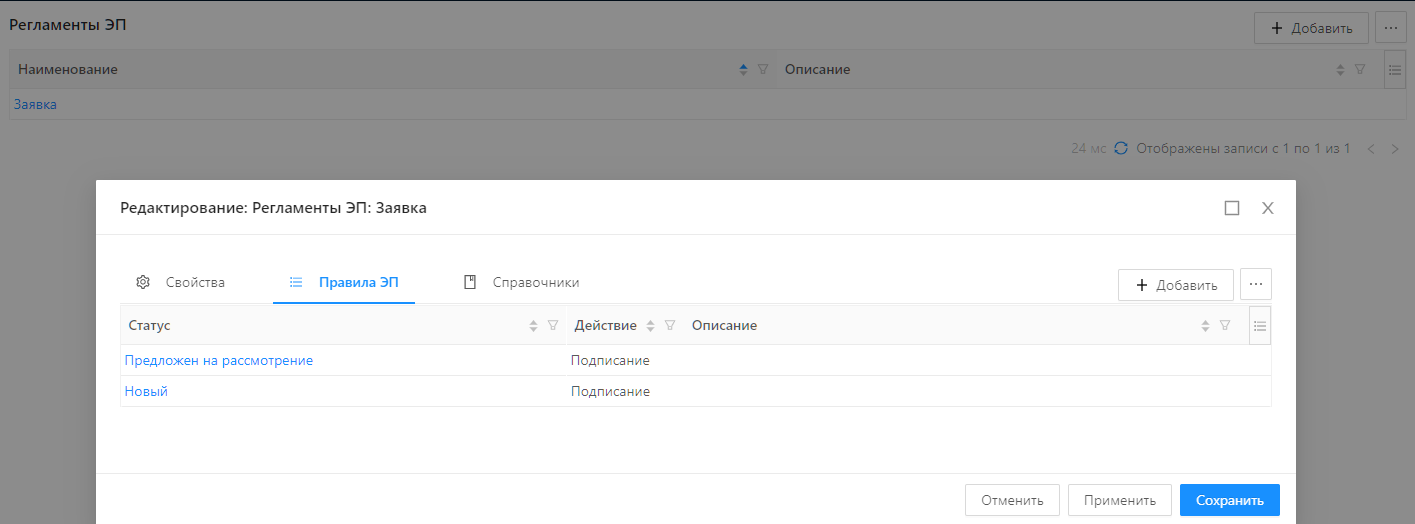 Регламенты ЭП
Добавить
Наименование Описание
Заявка
24 мс Отображены записи с 1 по 1 из 1
Редактирование: Регламенты ЭП: Заявка
Свойства Правила ЭП Справочники Добавить
Статус Действие Описание
Предложен на рассмотрение Подписание
Новый Подписание
Отменить Применить Сохранить